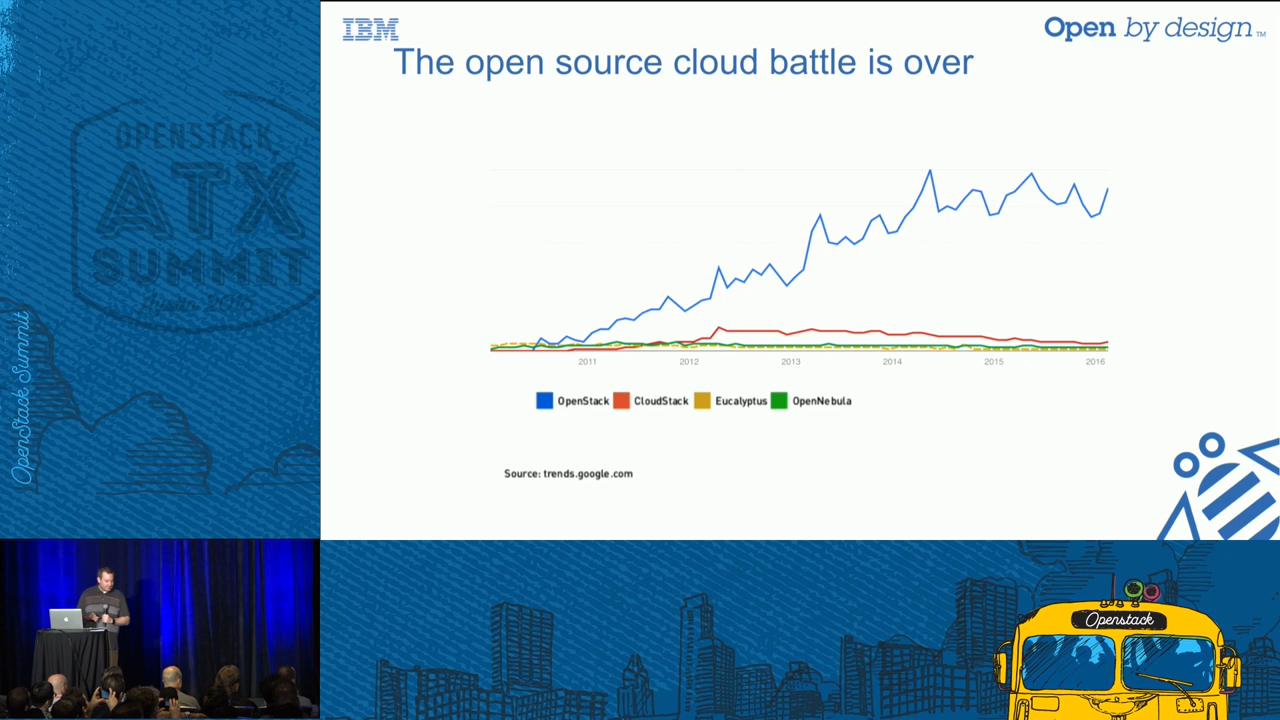 IBM
Open by design™
The open source cloud battle is over
OPENSTACK
ATX
SUMMIT
Austin 2016
OpenStack Summit
2011 2012 2013 2014 2015 2016
OpenStack CloudStack Eucalyptus OpenNebula
Source: trends.google.com
Openstack